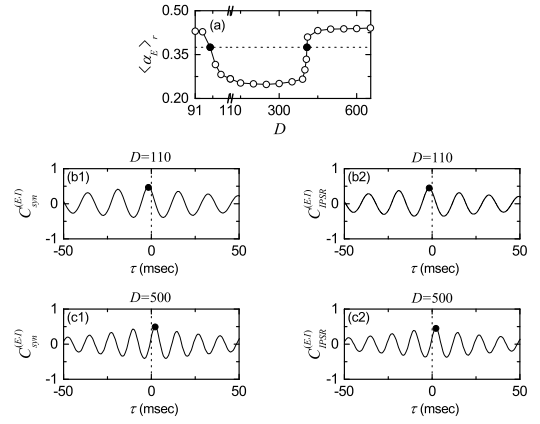 0.50
(a)
⟨α_E⟩_r
0.20
91 110 300 600
D
D=110
(b1)
1
0
-1
C_syn^(E,I)
-50 0 50
τ (msec)
D=110
(b2)
1
0
-1
C_IPSR^(E,I)
-50 0 50
τ (msec)
D=500
(c1)
1
0
-1
C_syn^(E,I)
-50 0 50
τ (msec)
D=500
(c2)
1
0
-1
C_IPSR^(E,I)
-50 0 50
τ (msec)